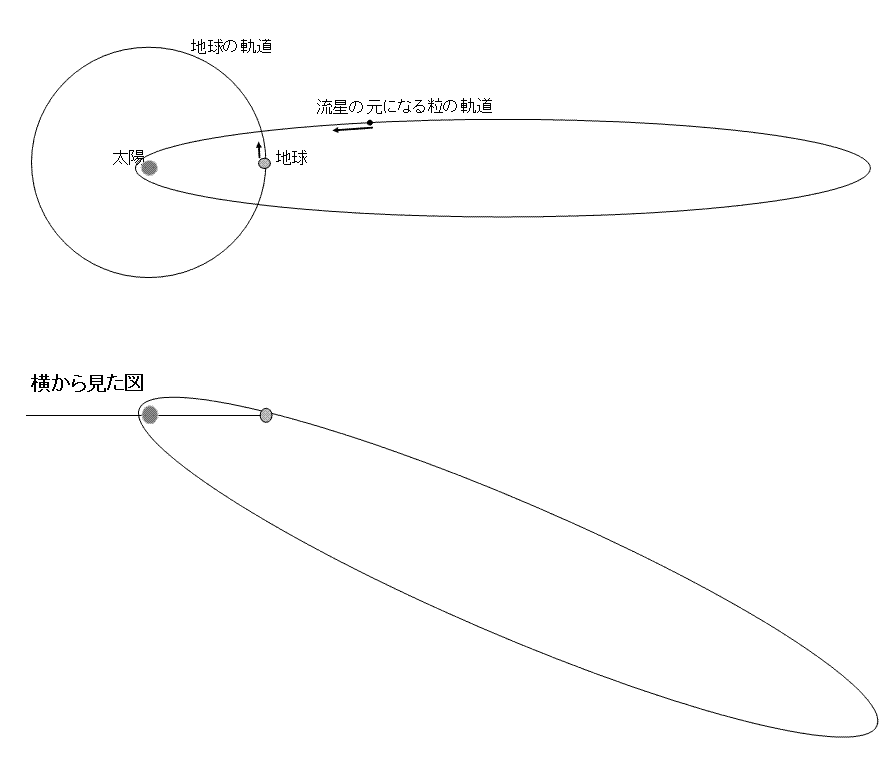 地球の軌道
流星の元になる粒の軌道
太陽
地球
横から見た図